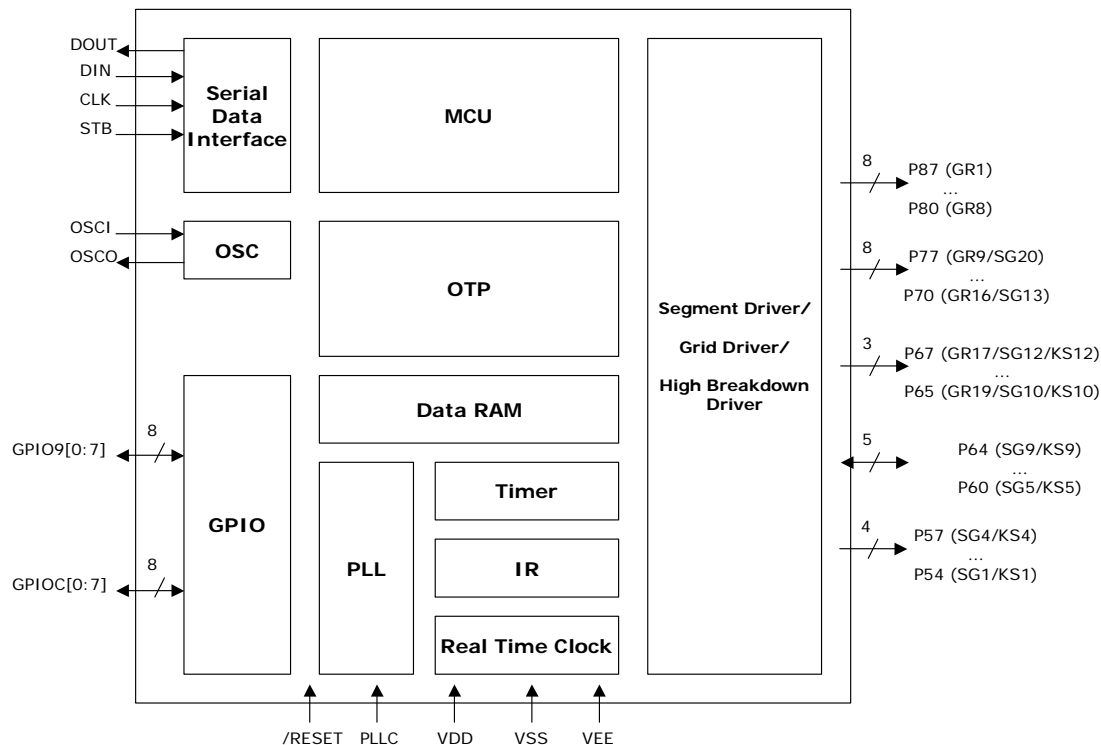 DOUT
DIN
CLK
STB
Serial
Data
Interface
MCU
8
P87 (GR1)
...
P80 (GR8)
OSCI
OSCO
OSC
OTP
8
P77 (GR9/SG20)
...
P70 (GR16/SG13)
Segment Driver/
Grid Driver/
High Breakdown
Driver
3
P67 (GR17/SG12/KS12)
...
P65 (GR19/SG10/KS10)
Data RAM
8
GPIO9[0:7]
5
P64 (SG9/KS9)
...
P60 (SG5/KS5)
Timer
GPIO
4
P57 (SG4/KS4)
...
P54 (SG1/KS1)
8
GPIOC[0:7]
PLL
IR
Real Time Clock
/RESET
PLLC
VDD
VSS
VEE